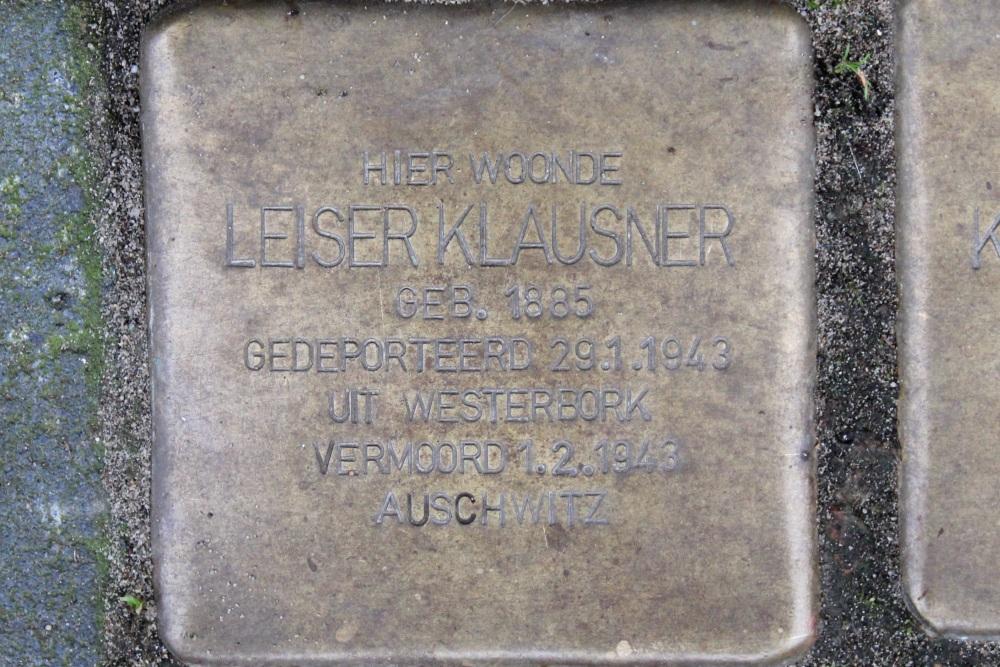 HIER WOONDE
LEISER KLAUSNER
GEB. 1885
GEDEPORTEERD 29.1.1943
UIT WESTERBORK
VERMOORD 1.2.1943
AUSCHWITZ
K